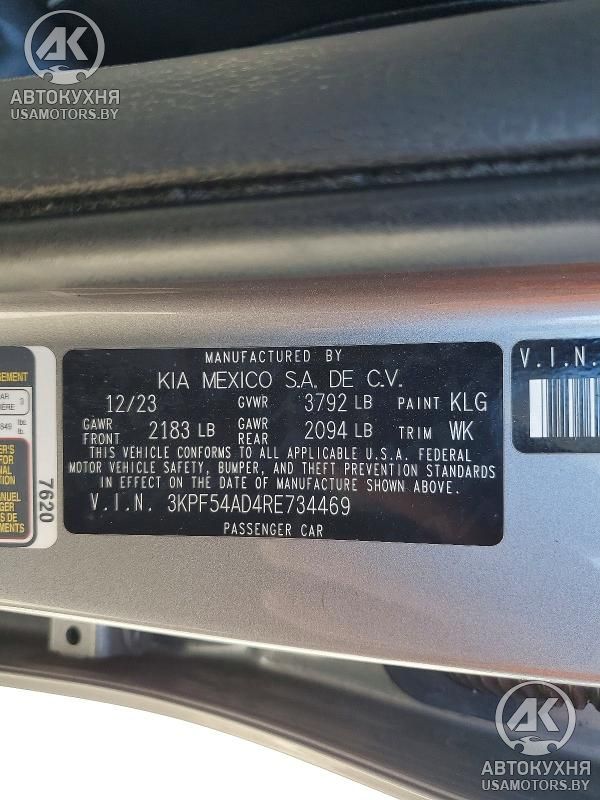 AK
АВТОКУХНЯ
USAMOTORS.BY
MANUFACTURED BY
KIA MEXICO S.A. DE C.V.
12/23 GVWR 3792 LB PAINT KLG
GAWR FRONT 2183 LB GAWR REAR 2094 LB TRIM WK
THIS VEHICLE CONFORMS TO ALL APPLICABLE U.S.A. FEDERAL
MOTOR VEHICLE SAFETY, BUMPER, AND THEFT PREVENTION STANDARDS
IN EFFECT ON THE DATE OF MANUFACTURE SHOWN ABOVE.
V.I.N. 3KPF54AD4RE734469
PASSENGER CAR
V.I.N.
7620
AK
АВТОКУХНЯ
USAMOTORS.BY